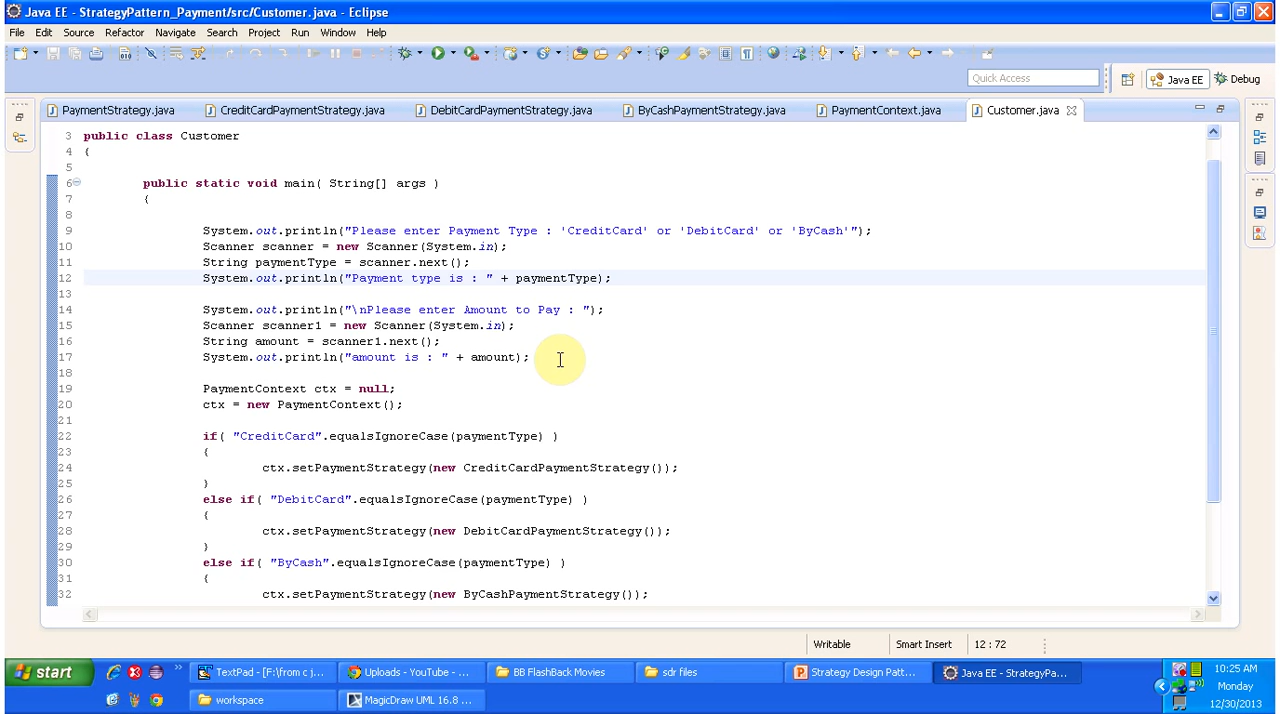 Java EE - StrategyPattern_Payment/src/Customer.java - Eclipse
File Edit Source Refactor Navigate Search Project Run Window Help
Quick Access
Java EE
Debug
PaymentStrategy.java
CreditCardPaymentStrategy.java
DebitCardPaymentStrategy.java
ByCashPaymentStrategy.java
PaymentContext.java
Customer.java
3 public class Customer
4 {
5
6 public static void main( String[] args )
7 {
8
9 System.out.println("Please enter Payment Type : 'CreditCard' or 'DebitCard' or 'ByCash'");
10 Scanner scanner = new Scanner(System.in);
11 String paymentType = scanner.next();
12 System.out.println("Payment type is : " + paymentType);
13
14 System.out.println("\nPlease enter Amount to Pay : ");
15 Scanner scanner1 = new Scanner(System.in);
16 String amount = scanner1.next();
17 System.out.println("amount is : " + amount);
18
19 PaymentContext ctx = null;
20 ctx = new PaymentContext();
21
22 if( "CreditCard".equalsIgnoreCase(paymentType) )
23 {
24 ctx.setPaymentStrategy(new CreditCardPaymentStrategy());
25 }
26 else if( "DebitCard".equalsIgnoreCase(paymentType) )
27 {
28 ctx.setPaymentStrategy(new DebitCardPaymentStrategy());
29 }
30 else if( "ByCash".equalsIgnoreCase(paymentType) )
31 {
32 ctx.setPaymentStrategy(new ByCashPaymentStrategy());
Writable Smart Insert 12 : 72
start
TextPad - [F:\from c j...
Uploads - YouTube - ...
BB FlashBack Movies
sdr files
Strategy Design Patt...
Java EE - StrategyPa...
10:25 AM
Monday
workspace
MagicDraw UML 16.8 ...
12/30/2013